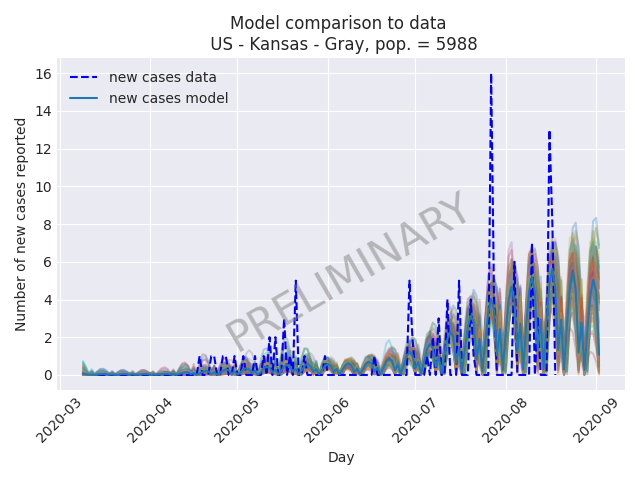 Model comparison to data
US - Kansas - Gray, pop. = 5988
new cases data
new cases model
PRELIMINARY
Number of new cases reported
16
14
12
10
8
6
4
2
0
2020-03
2020-04
2020-05
2020-06
2020-07
2020-08
2020-09
Day